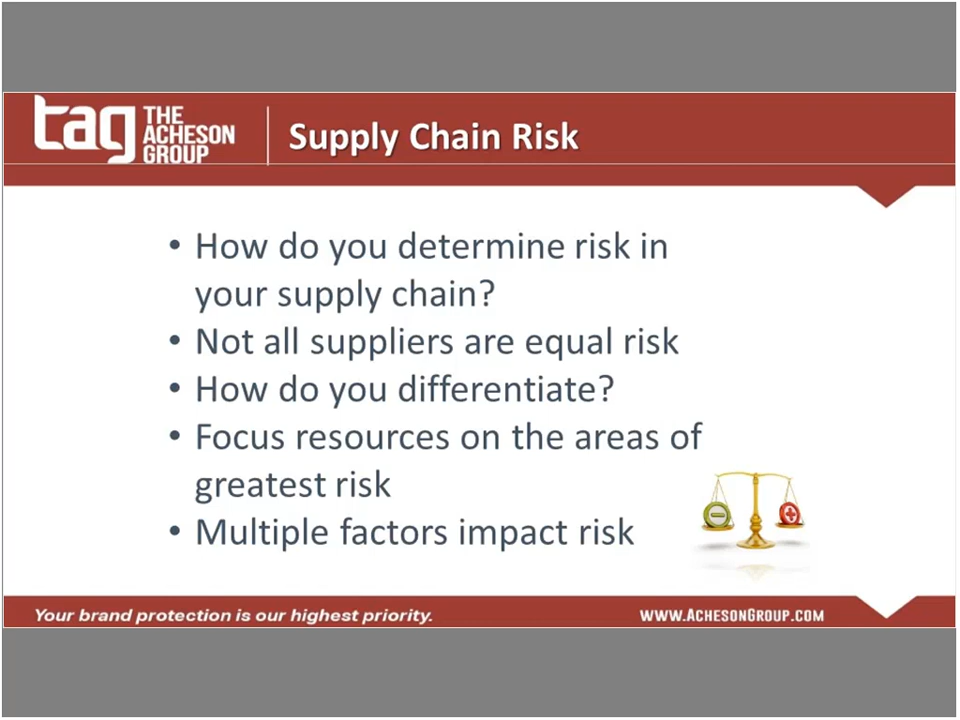 tag THE
ACHESON
GROUP
Supply Chain Risk
• How do you determine risk in
your supply chain?
• Not all suppliers are equal risk
• How do you differentiate?
• Focus resources on the areas of
greatest risk
• Multiple factors impact risk
Your brand protection is our highest priority.
WWW.ACHESONGROUP.COM